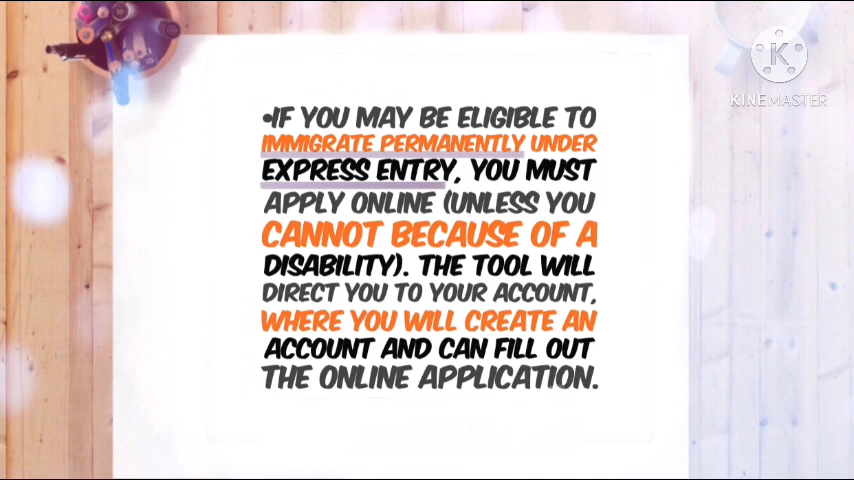 •IF YOU MAY BE ELIGIBLE TO
IMMIGRATE PERMANENTLY UNDER
EXPRESS ENTRY, YOU MUST
APPLY ONLINE (UNLESS YOU
CANNOT BECAUSE OF A
DISABILITY). THE TOOL WILL
DIRECT YOU TO YOUR ACCOUNT,
WHERE YOU WILL CREATE AN
ACCOUNT AND CAN FILL OUT
THE ONLINE APPLICATION.
K
KINEMASTER